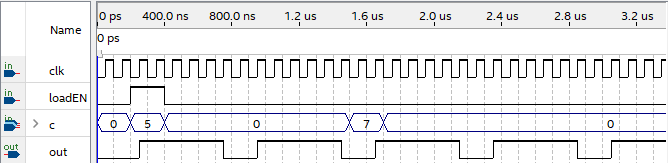 Name 0 ps 400.0 ns 800.0 ns 1.2 us 1.6 us 2.0 us 2.4 us 2.8 us 3.2 us
0 ps
in clk
in loadEN
in > c 0 5 0 7 0
out out